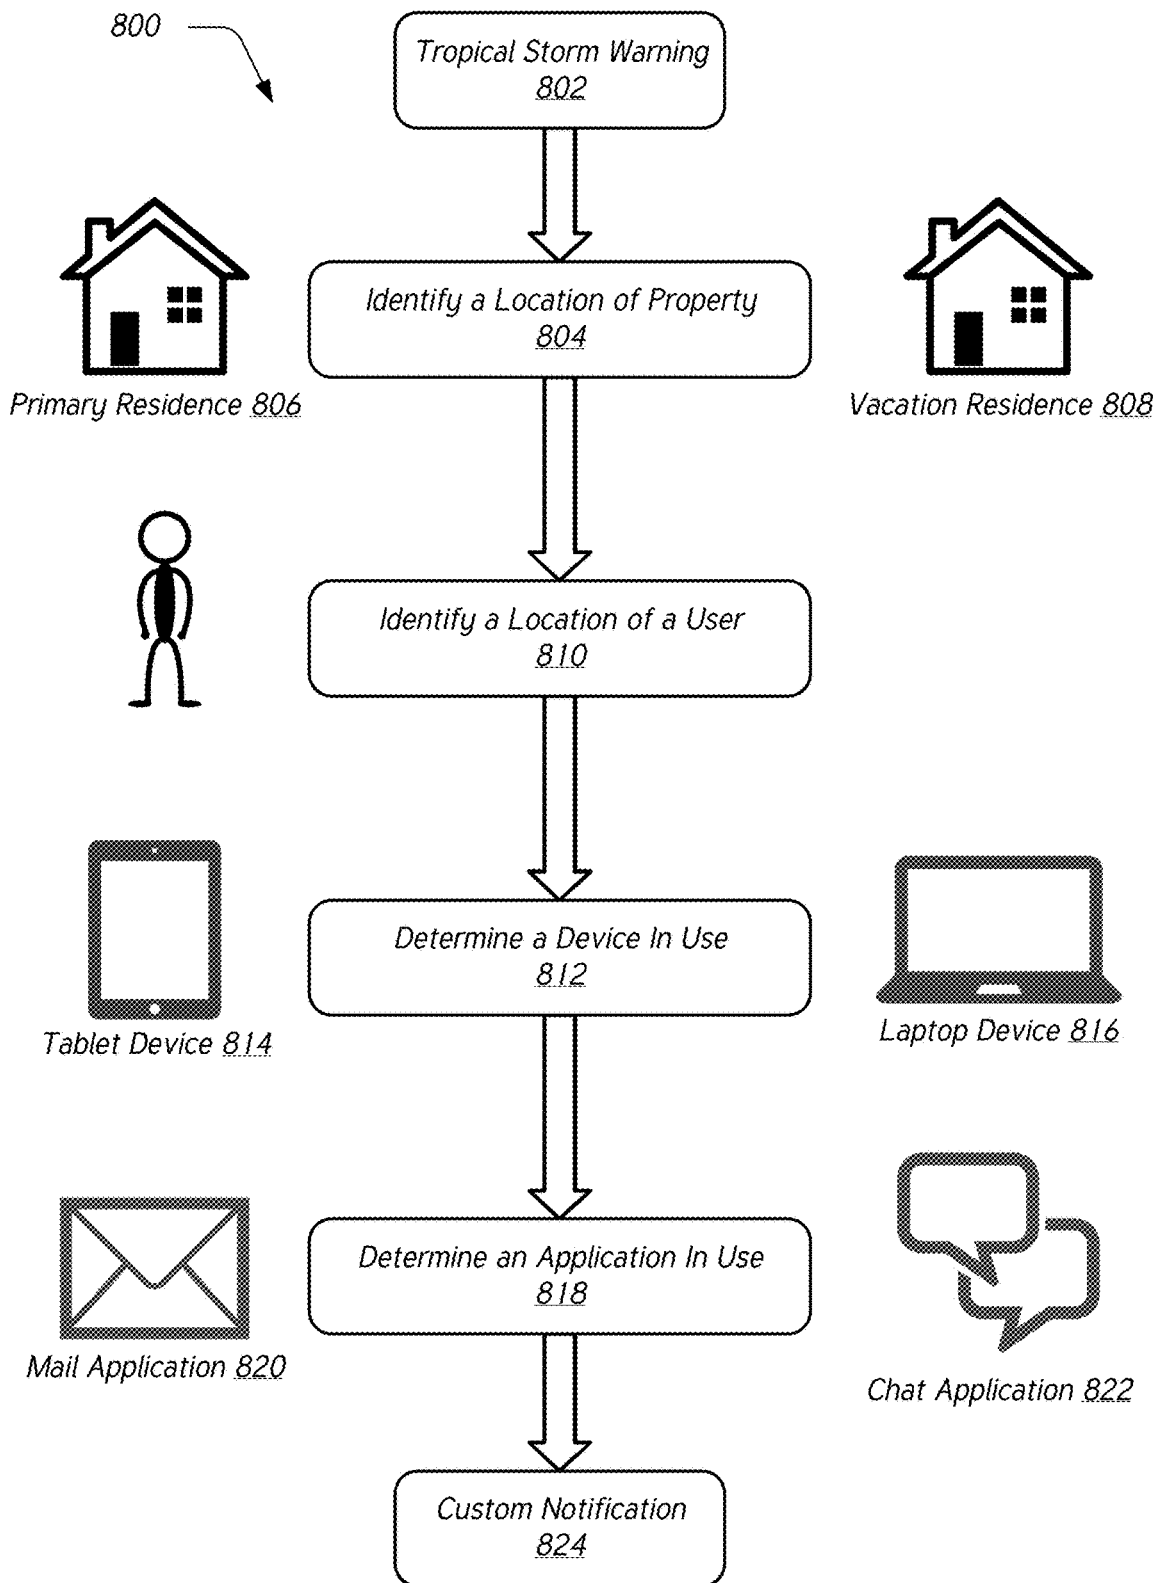 800
Tropical Storm Warning
802
Identify a Location of Property
804
Primary Residence 806
Vacation Residence 808
Identify a Location of a User
810
Determine a Device In Use
812
Tablet Device 814
Laptop Device 816
Determine an Application In Use
818
Mail Application 820
Chat Application 822
Custom Notification
824